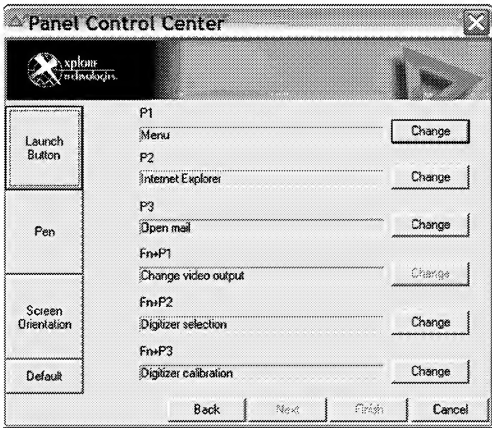 Panel Control Center
xplore
technologies.
Launch
Button
Pen
Screen
Orientation
Default
P1
Menu
Change
P2
Internet Explorer
Change
P3
Open mail
Change
Fn+P1
Change video output
Change
Fn+P2
Digitizer selection
Change
Fn+P3
Digitizer calibration
Change
Back
Next
Finish
Cancel